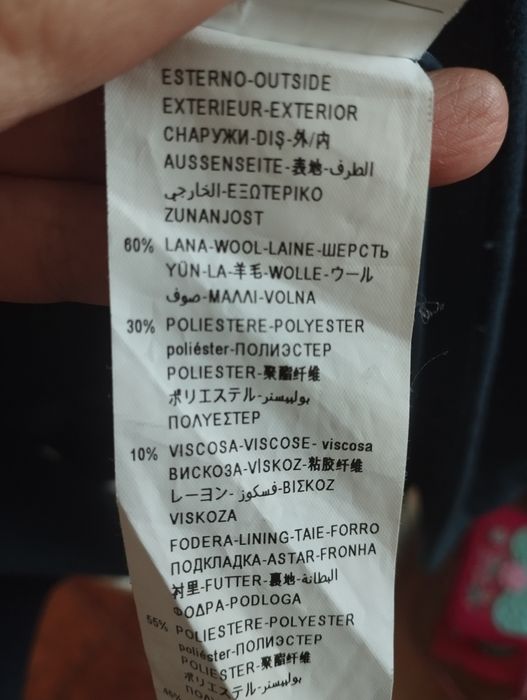 ESTERNO-OUTSIDE
EXTERIEUR-EXTERIOR
СНАРУЖИ-DIŞ-外/内
AUSSENSEITE-表地-الطرف
الخارجي-ΕΞΩΤΕΡΙΚΟ
ZUNANJOST
60% LANA-WOOL-LAINE-ШЕРСТЬ
YÜN-LA-羊毛-WOLLE-ウール
صوف-ΜΑΛΛΙ-VOLNA
30% POLIESTERE-POLYESTER
poliéster-ПОЛИЭСТЕР
POLIESTER-聚酯纤维
ポリエステル-بوليستر
ΠΟΛΥΕΣΤΕΡ
10% VISCOSA-VISCOSE- viscosa
ВИСКОЗА-VİSKOZ-粘胶纤维
レーヨン-فسكوز-ΒΙΣΚΟΖ
VISKOZA
FODERA-LINING-TAIE-FORRO
ПОДКЛАДКА-ASTAR-FRONHA
衬里-FUTTER-裏地-البطانة
ΦΟΔΡΑ-PODLOGA
55% POLIESTERE-POLYESTER
poliéster-ПОЛИЭСТЕР
POLIESTER-聚酯纤维
ポリエステル-بوليستر